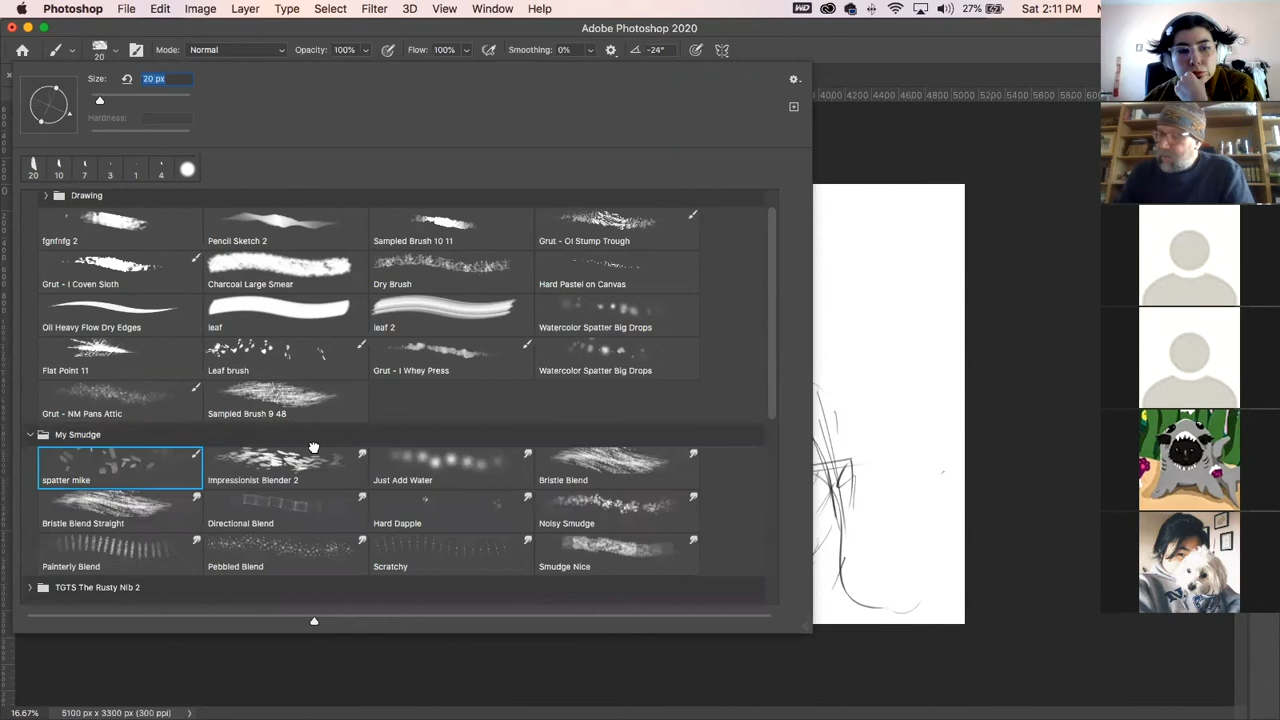 Photoshop File Edit Image Layer Type Select Filter 3D View Window Help 27% Sat 2:11 PM
Adobe Photoshop 2020
20 Mode: Normal Opacity: 100% Flow: 100% Smoothing: 0% -24°
Size: 20 px
4000 4200 4400 4600 4800 5000 5200 5400 5600 5800
Hardness:
20 10 7 3 1 4
Drawing
fgnfnfg 2 Pencil Sketch 2 Sampled Brush 10 11 Grut - OI Stump Trough
Grut - I Coven Sloth Charcoal Large Smear Dry Brush Hard Pastel on Canvas
Oil Heavy Flow Dry Edges leaf leaf 2 Watercolor Spatter Big Drops
Flat Point 11 Leaf brush Grut - I Whey Press Watercolor Spatter Big Drops
Grut - NM Pans Attic Sampled Brush 9 48
My Smudge
spatter mike Impressionist Blender 2 Just Add Water Bristle Blend
Bristle Blend Straight Directional Blend Hard Dapple Noisy Smudge
Painterly Blend Pebbled Blend Scratchy Smudge Nice
TGTS The Rusty Nib 2
16.67% 5100 px x 3300 px (300 ppi)